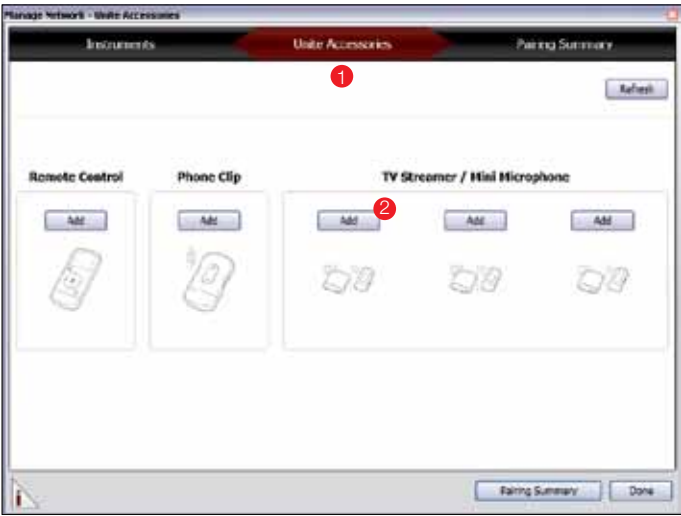 Manage Network - Unite Accessories
Instruments Unite Accessories Pairing Summary
1
Refresh
Remote Control Phone Clip TV Streamer / Mini Microphone
Add Add Add 2 Add Add
Pairing Summary Done